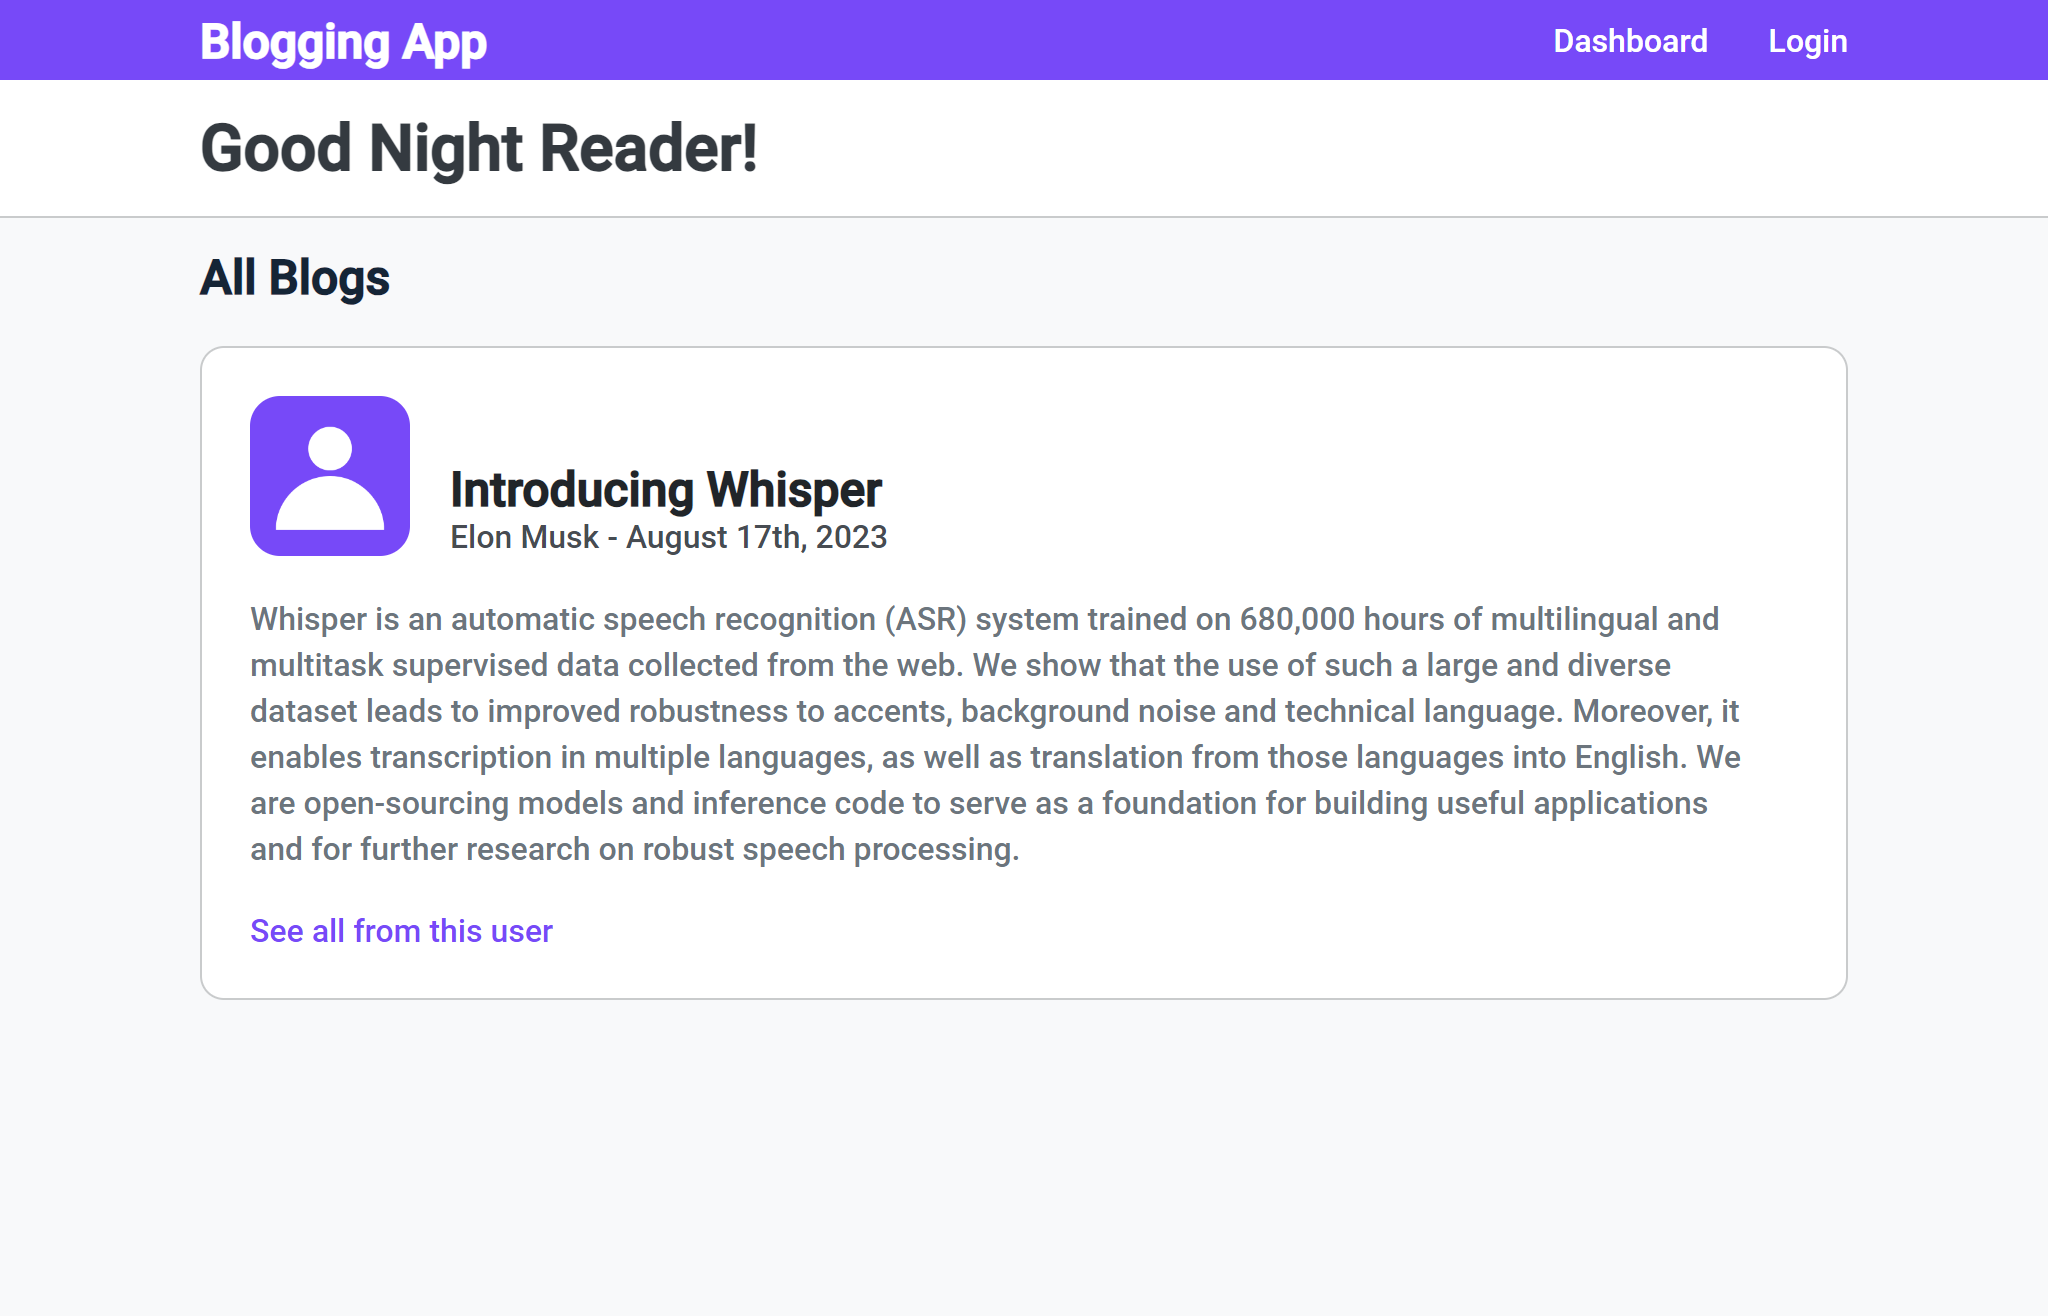 Blogging App
Dashboard
Login
Good Night Reader!
All Blogs
Introducing Whisper
Elon Musk - August 17th, 2023
Whisper is an automatic speech recognition (ASR) system trained on 680,000 hours of multilingual and
multitask supervised data collected from the web. We show that the use of such a large and diverse
dataset leads to improved robustness to accents, background noise and technical language. Moreover, it
enables transcription in multiple languages, as well as translation from those languages into English. We
are open-sourcing models and inference code to serve as a foundation for building useful applications
and for further research on robust speech processing.
See all from this user